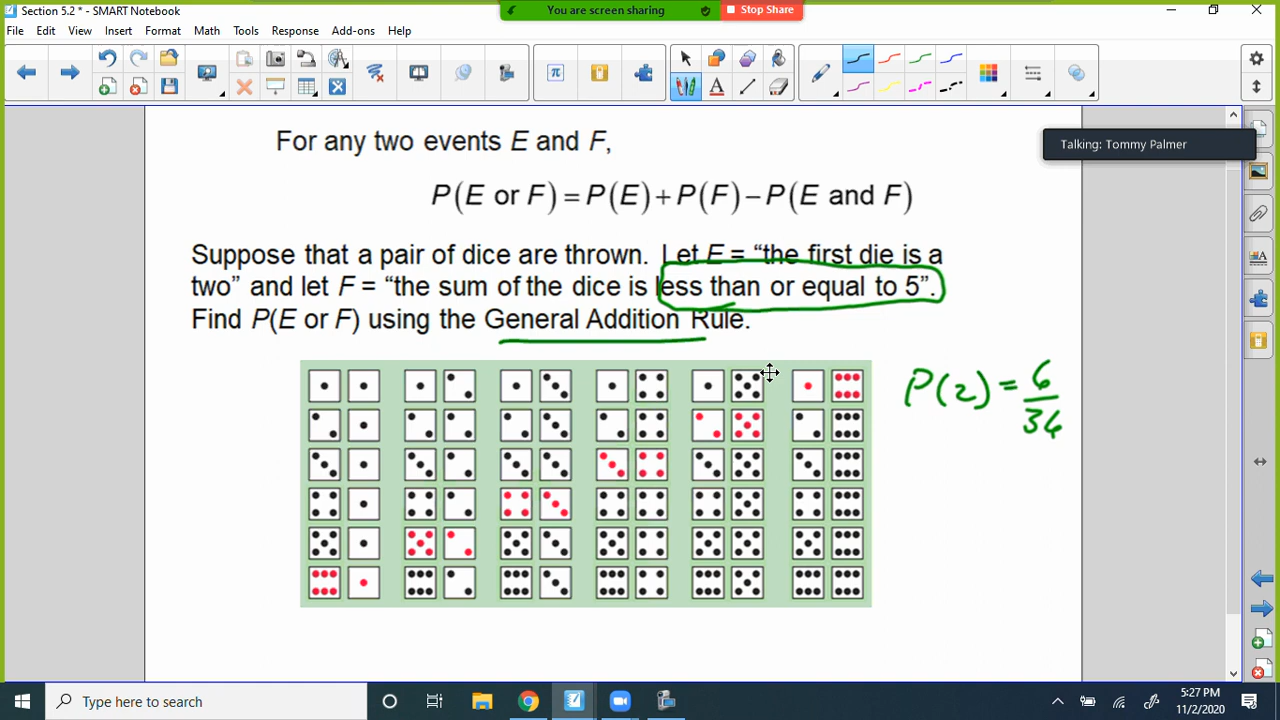 Section 5.2 * - SMART Notebook
You are screen sharing
Stop Share
File Edit View Insert Format Math Tools Response Add-ons Help
Talking: Tommy Palmer
For any two events E and F,
P(E or F) = P(E) + P(F) − P(E and F)
Suppose that a pair of dice are thrown. Let E = “the first die is a
two” and let F = “the sum of the dice is less than or equal to 5”.
Find P(E or F) using the General Addition Rule.
P(2) = 6
36
Type here to search
5:27 PM
11/2/2020